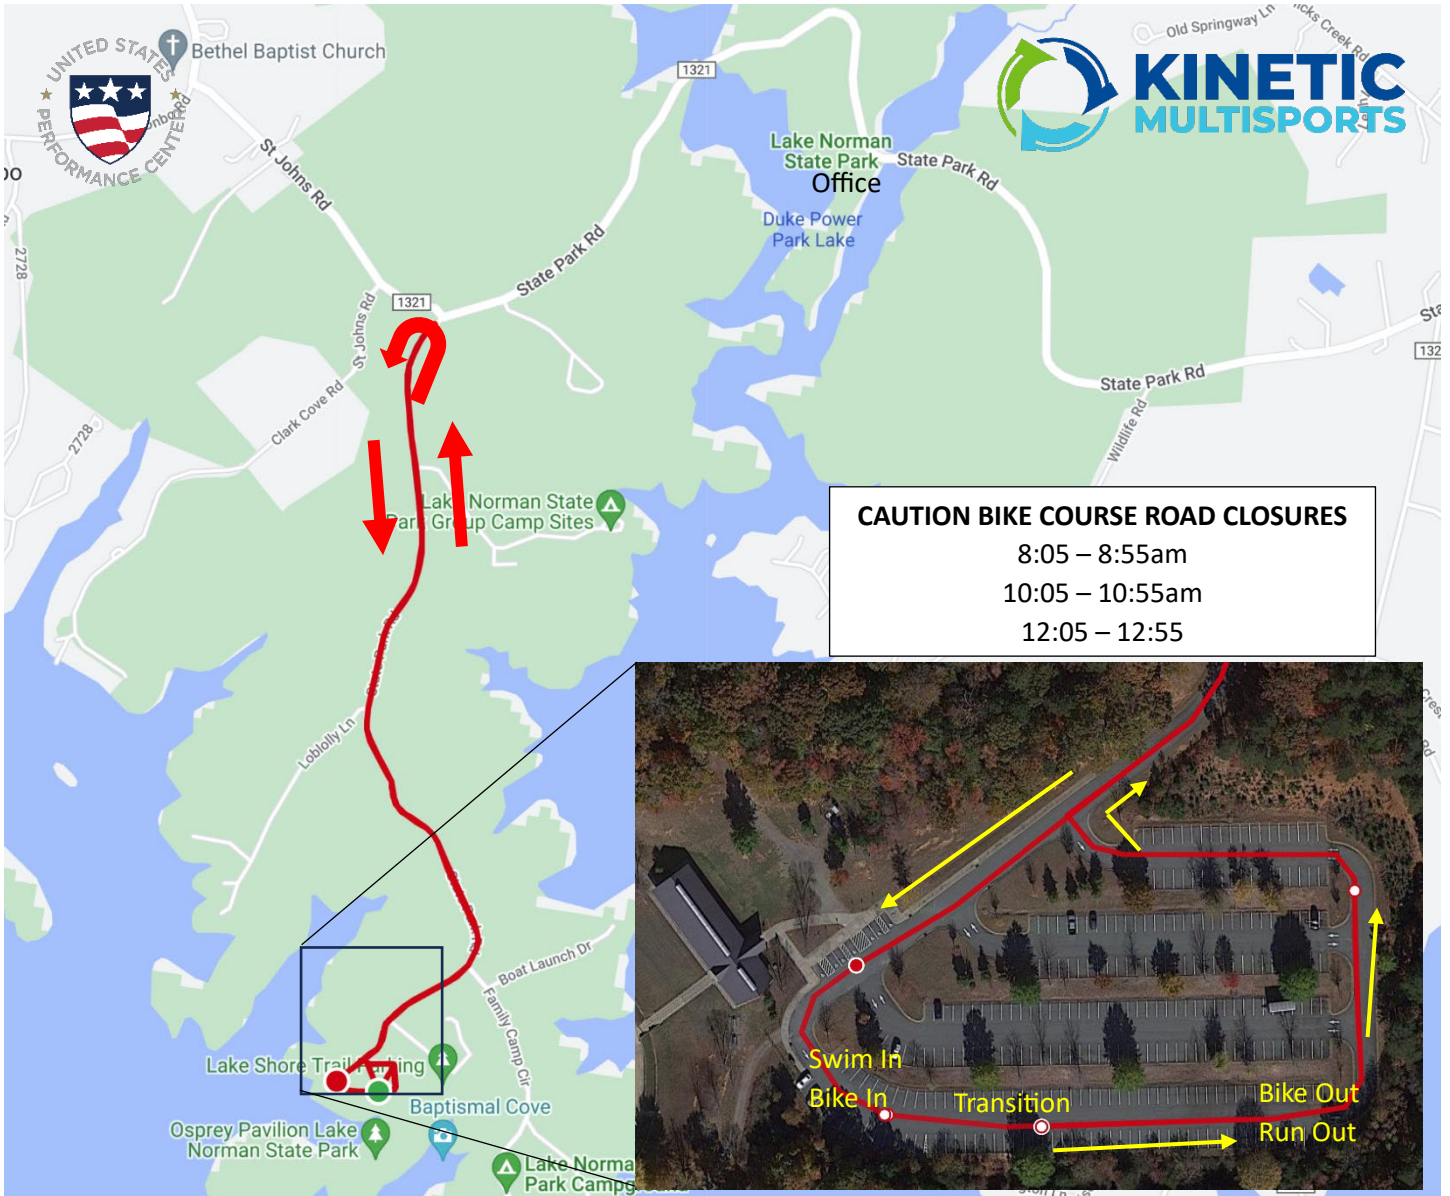 UNITED STATES
PERFORMANCE CENTER
Bethel Baptist Church
1321
Old Springway Ln
KINETIC
MULTISPORTS
St Johns Rd
Lake Norman
State Park
Office
State Park Rd
Duke Power
Park Lake
2728
State Park Rd
1321
St Johns Rd
Clark Cove Rd
2728
State Park Rd
Wildlife Rd
Lake Norman State
Park Group Camp Sites
CAUTION BIKE COURSE ROAD CLOSURES
8:05 – 8:55am
10:05 – 10:55am
12:05 – 12:55
State Park Rd
Loblolly Ln
Boat Launch Dr
Family Camp Cir
Lake Shore Trail Parking
Baptismal Cove
Osprey Pavilion Lake
Norman State Park
Lake Norma
Park Campground
Swim In
Bike In
Transition
Bike Out
Run Out